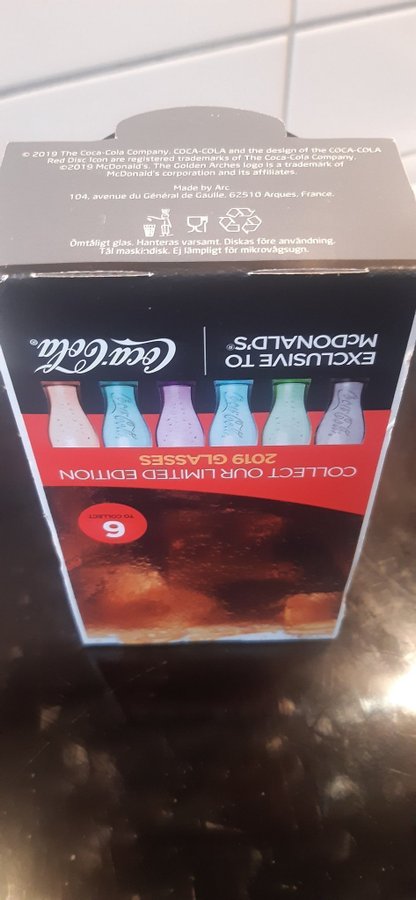 © 2019 The Coca-Cola Company. COCA-COLA and the design of the COCA-COLA
Red Disc Icon are registered trademarks of The Coca-Cola Company.
©2019 McDonald's. The Golden Arches logo is a trademark of
McDonald's corporation and its affiliates.
Made by Arc
104, avenue du Général de Gaulle, 62510 Arques, France.
Ömtåligt glas. Hanteras varsamt. Diskas före användning.
Tål maskindisk. Ej lämpligt för mikrovågsugn.
6
TO COLLECT
COLLECT OUR LIMITED EDITION
2019 GLASSES
EXCLUSIVE TO
McDONALD'S®
Coca-Cola®